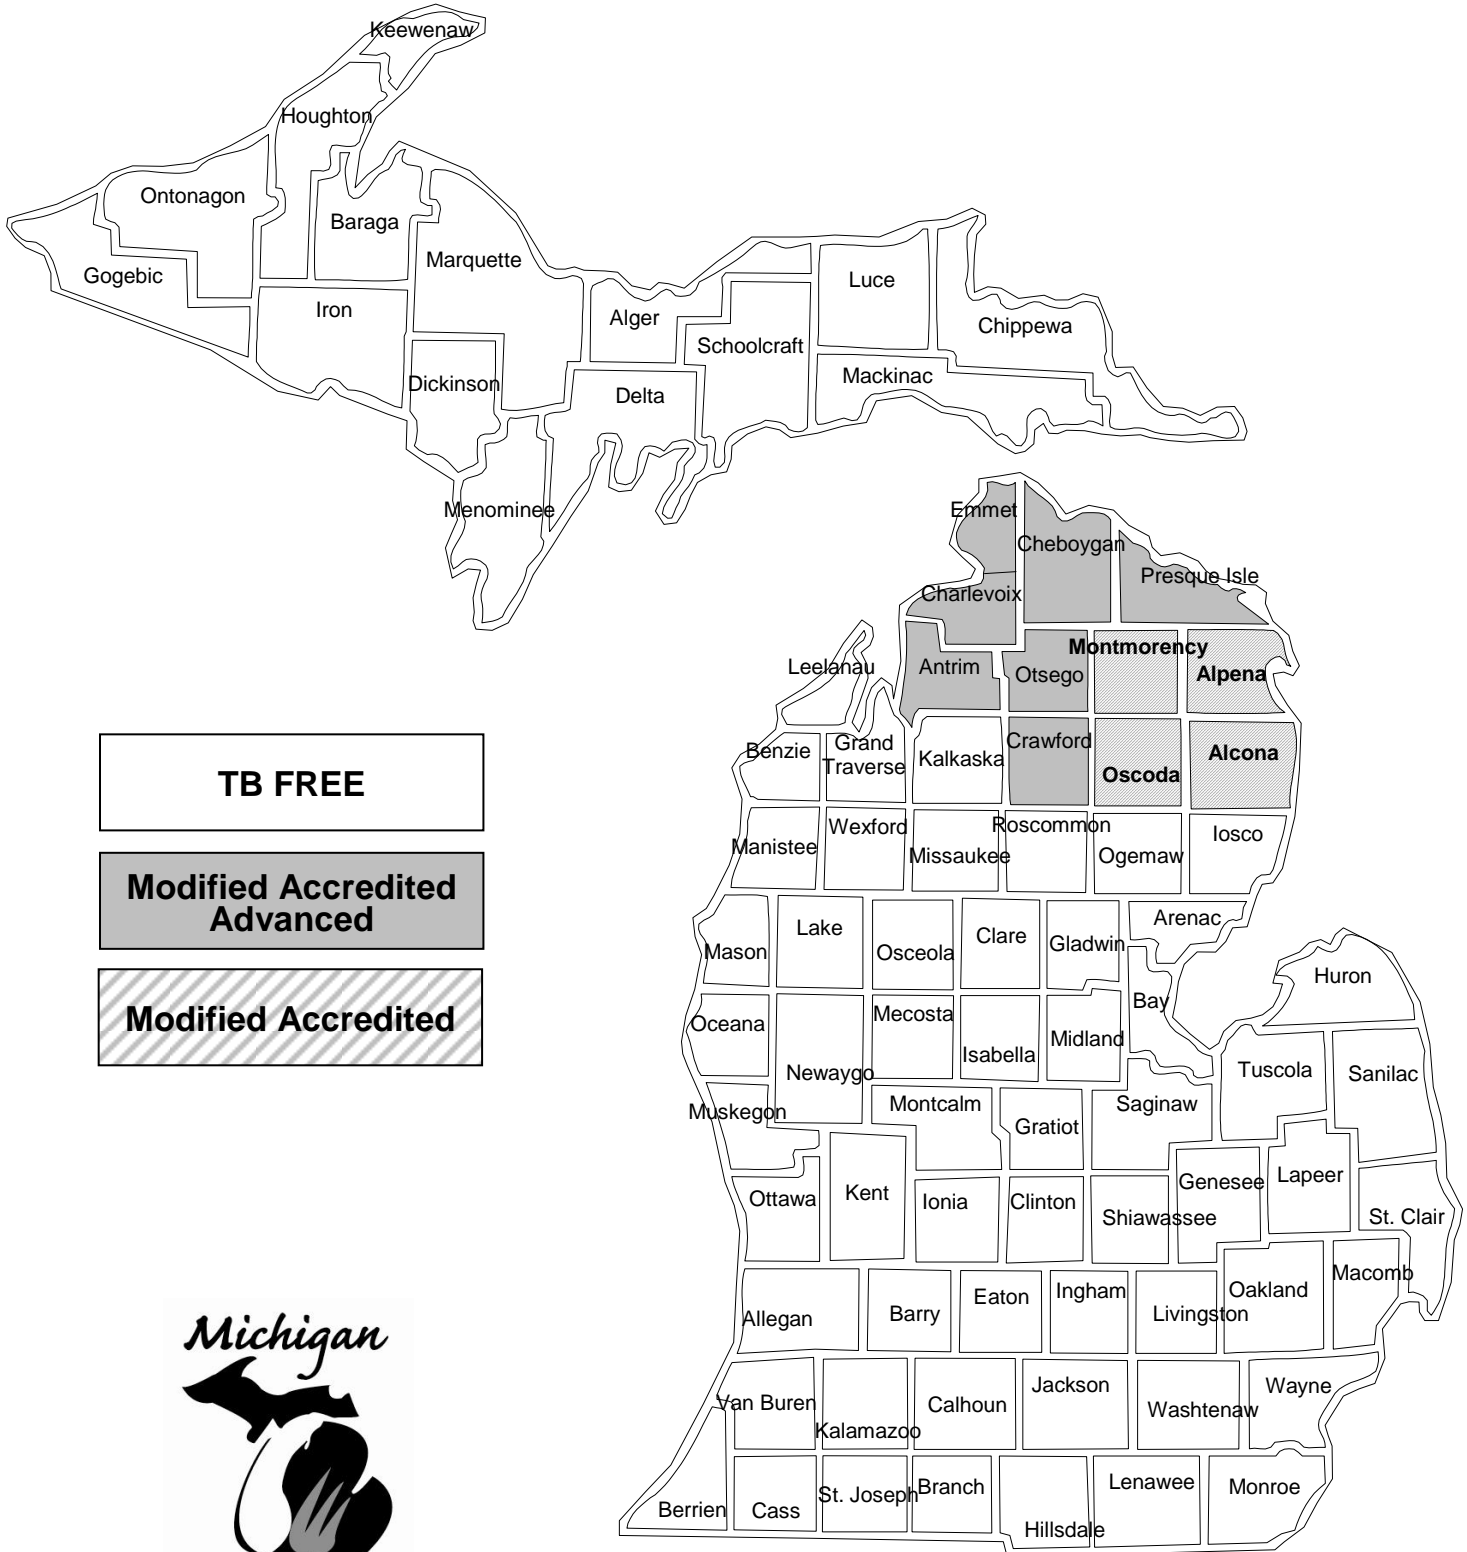 Keewenaw
Houghton
Ontonagon
Baraga
Gogebic
Marquette
Iron
Luce
Alger
Chippewa
Schoolcraft
Dickinson
Mackinac
Delta
Menominee
Emmet
Cheboygan
Presque Isle
Charlevoix
Montmorency
Leelanau
Antrim
Otsego
Alpena
Benzie
Grand
Traverse
Kalkaska
Crawford
Oscoda
Alcona
TB FREE
Modified Accredited
Advanced
Modified Accredited
Manistee
Wexford
Missaukee
Roscommon
Ogemaw
Iosco
Mason
Lake
Osceola
Clare
Gladwin
Arenac
Huron
Oceana
Newaygo
Mecosta
Isabella
Midland
Bay
Tuscola
Sanilac
Muskegon
Montcalm
Gratiot
Saginaw
Ottawa
Kent
Ionia
Clinton
Shiawassee
Genesee
Lapeer
St. Clair
Allegan
Barry
Eaton
Ingham
Livingston
Oakland
Macomb
Van Buren
Kalamazoo
Calhoun
Jackson
Washtenaw
Wayne
Berrien
Cass
St. Joseph
Branch
Hillsdale
Lenawee
Monroe
Michigan